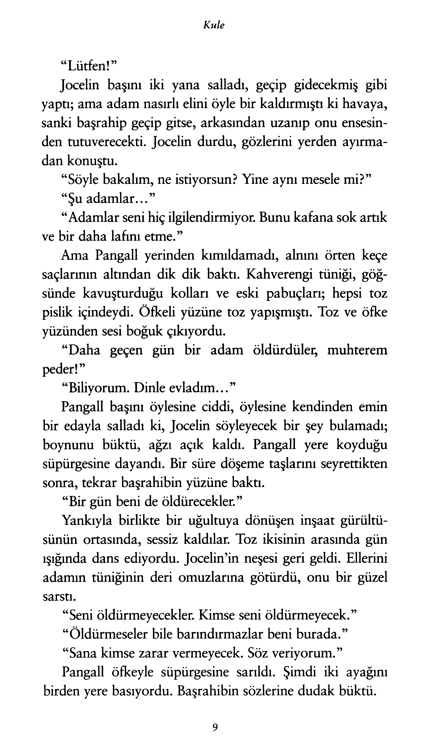 Kule
“Lütfen!”
Jocelin başını iki yana salladı, geçip gidecekmiş gibi
yaptı; ama adam nasırlı elini öyle bir kaldırmıştı ki havaya,
sanki başrahip geçip gitse, arkasından uzanıp onu ensesin-
den tutuverecekti. Jocelin durdu, gözlerini yerden ayırma-
dan konuştu.
“Söyle bakalım, ne istiyorsun? Yine aynı mesele mi?”
“Şu adamlar...”
“Adamlar seni hiç ilgilendirmiyor. Bunu kafana sok artık
ve bir daha lafını etme.”
Ama Pangall yerinden kımıldamadı, alnını örten keçe
saçlarının altından dik dik baktı. Kahverengi tüniği, göğ-
sünde kavuşturduğu kolları ve eski pabuçları; hepsi toz
pislik içindeydi. Öfkeli yüzüne toz yapışmıştı. Toz ve öfke
yüzünden sesi boğuk çıkıyordu.
“Daha geçen gün bir adam öldürdüler, muhterem
peder!”
“Biliyorum. Dinle evladım...”
Pangall başını öylesine ciddi, öylesine kendinden emin
bir edayla salladı ki, Jocelin söyleyecek bir şey bulamadı;
boynunu büktü, ağzı açık kaldı. Pangall yere koyduğu
süpürgesine dayandı. Bir süre döşeme taşlarını seyrettikten
sonra, tekrar başrahibin yüzüne baktı.
“Bir gün beni de öldürecekler.”
Yankıyla birlikte bir uğultuya dönüşen inşaat gürültü-
sünün ortasında, sessiz kaldılar. Toz ikisinin arasında gün
ışığında dans ediyordu. Jocelin’in neşesi geri geldi. Ellerini
adamın tüniğinin deri omuzlarına götürdü, onu bir güzel
sarstı.
“Seni öldürmeyecekler. Kimse seni öldürmeyecek.”
“Öldürmeseler bile barındırmazlar beni burada.”
“Sana kimse zarar vermeyecek. Söz veriyorum.”
Pangall öfkeyle süpürgesine sarıldı. Şimdi iki ayağını
birden yere basıyordu. Başrahibin sözlerine dudak büktü.
9